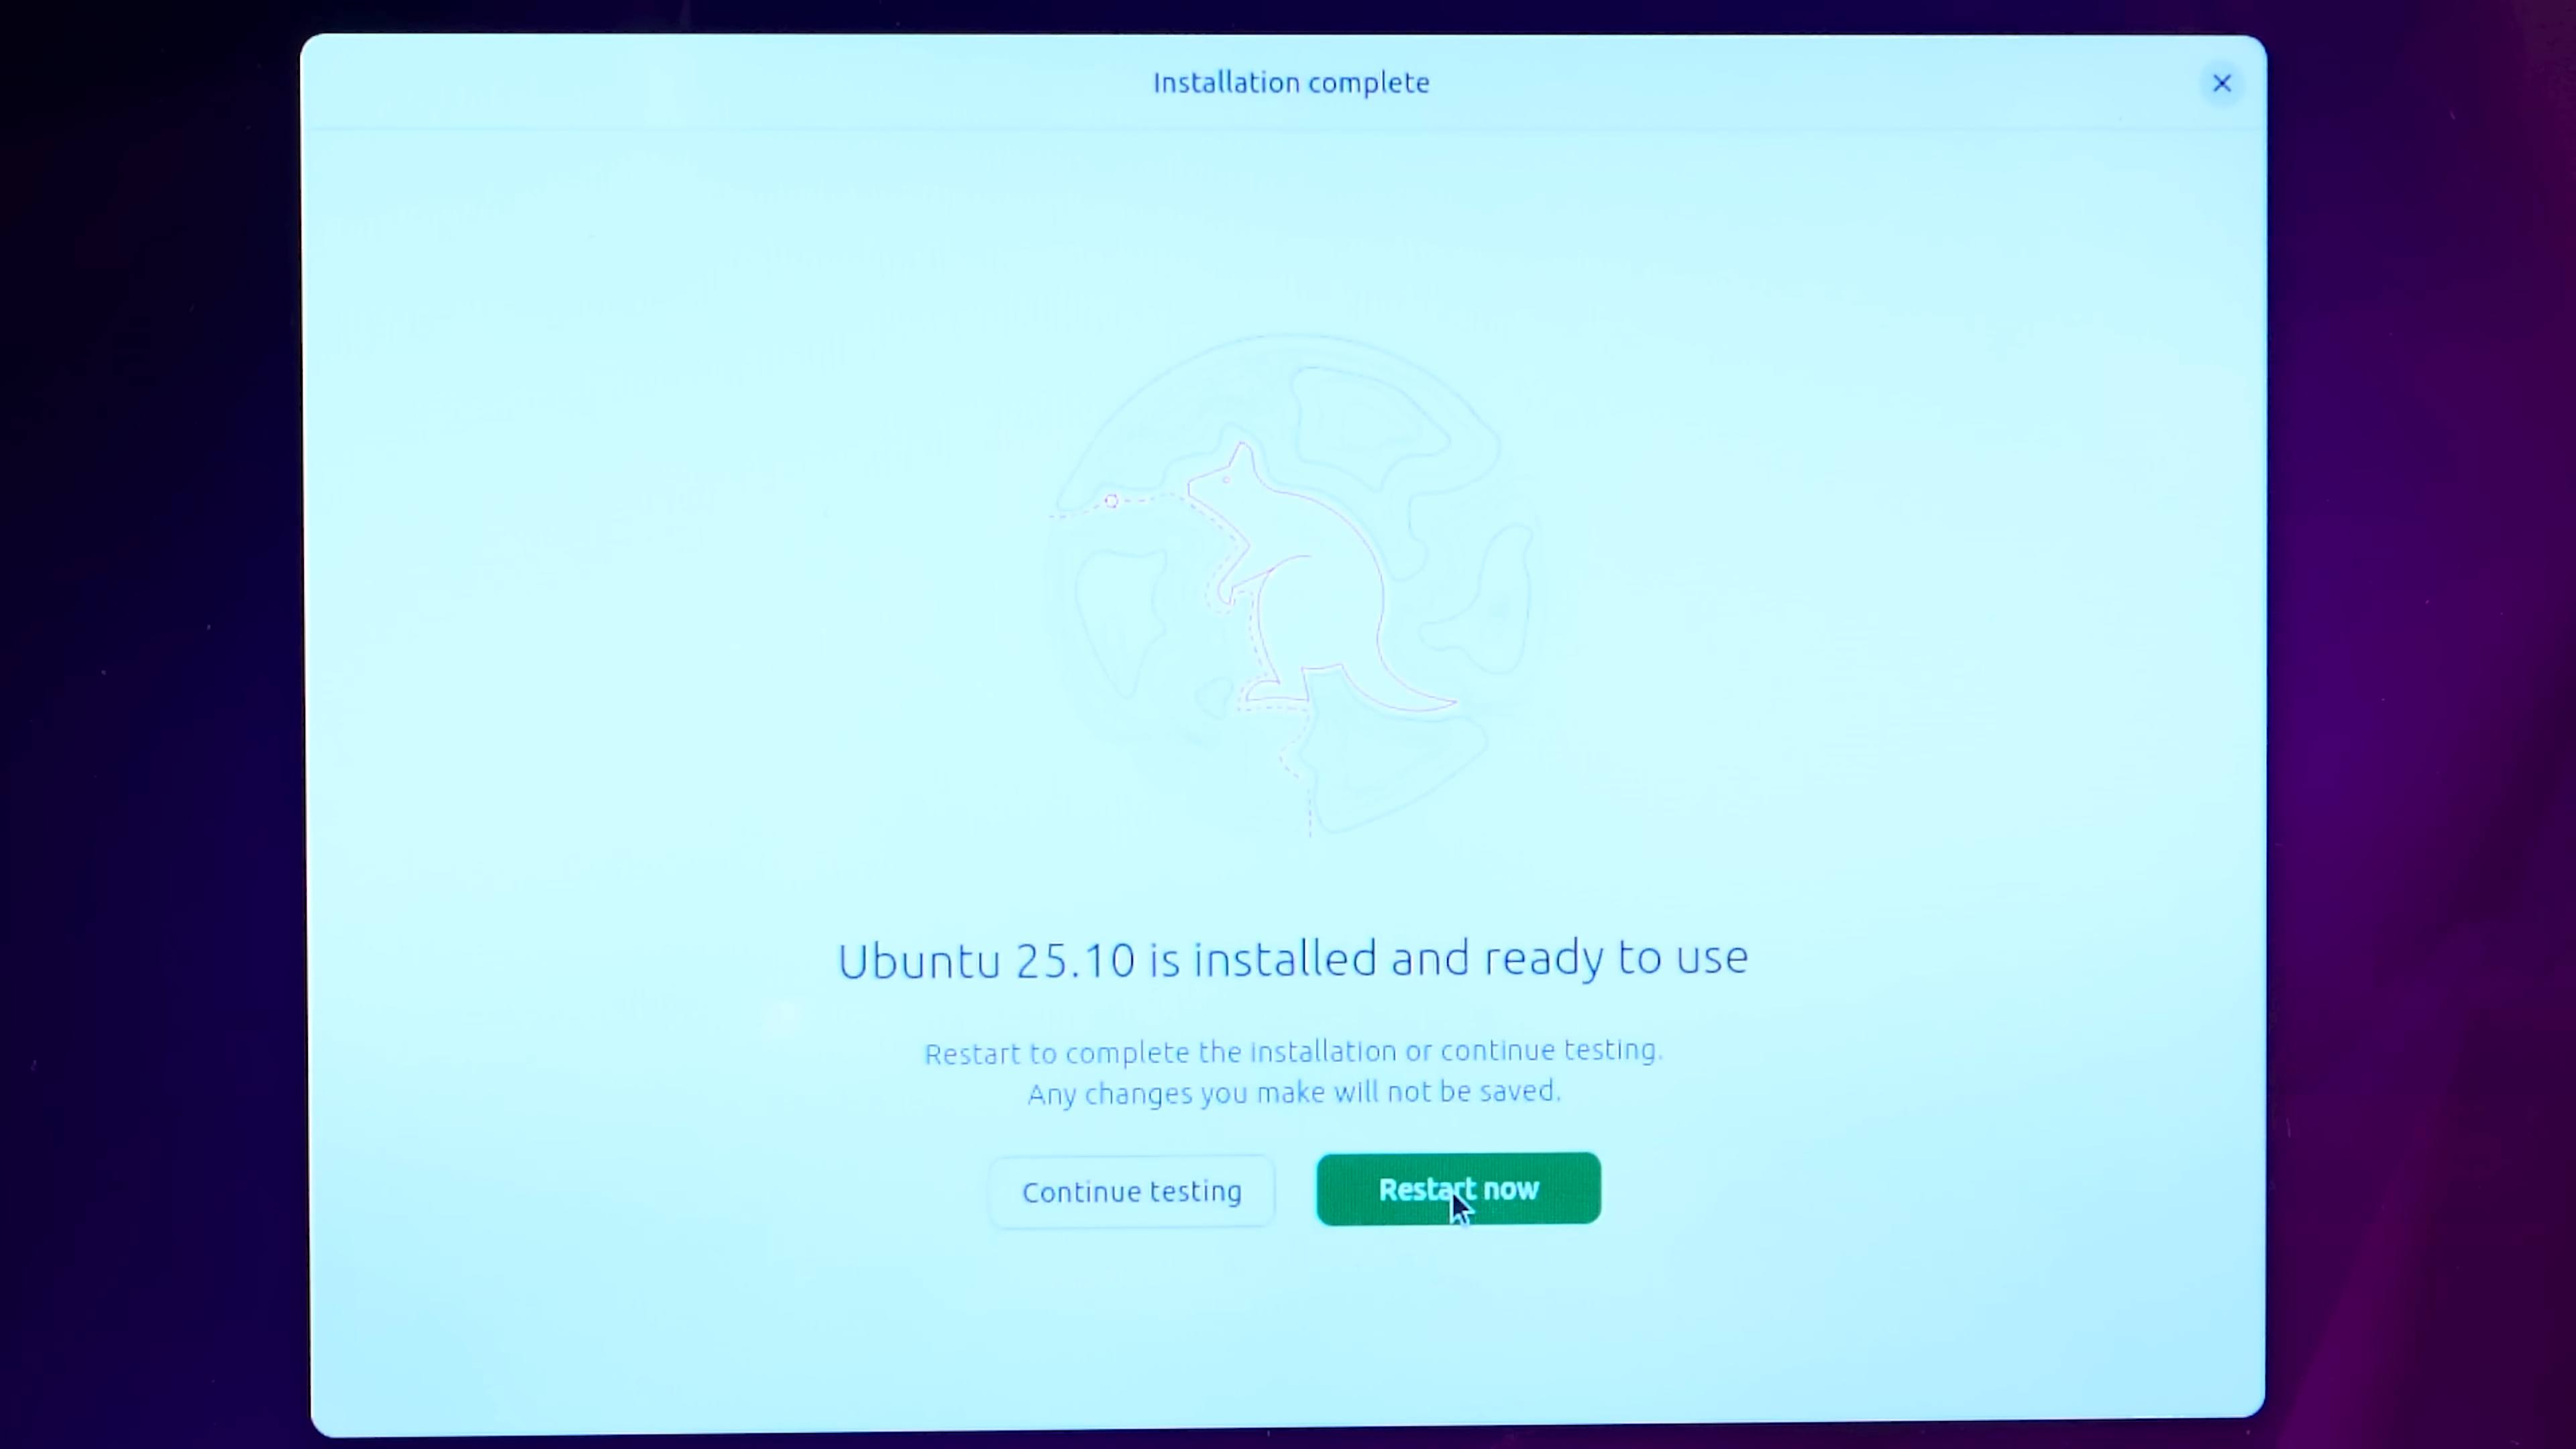 Installation complete
Ubuntu 25.10 is installed and ready to use
Restart to complete the installation or continue testing.
Any changes you make will not be saved.
Continue testing
Restart now